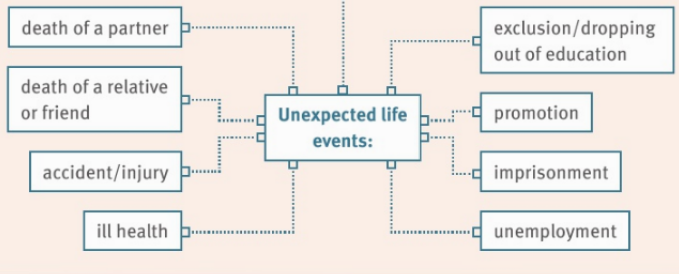 death of a partner
exclusion/dropping
out of education
death of a relative
or friend
Unexpected life
events:
promotion
accident/injury
imprisonment
ill health
unemployment